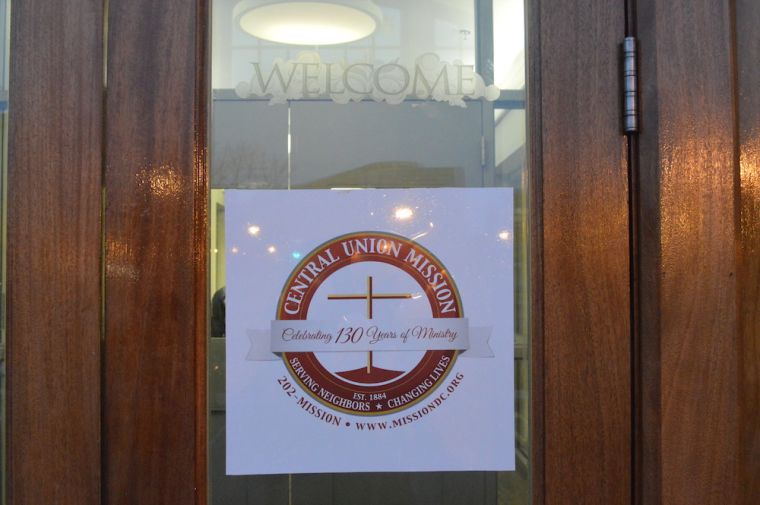 WELCOME
CENTRAL UNION MISSION
Celebrating 130 Years of Ministry
EST. 1884
SERVING NEIGHBORS ★ CHANGING LIVES
202-MISSION • WWW.MISSIONDC.ORG